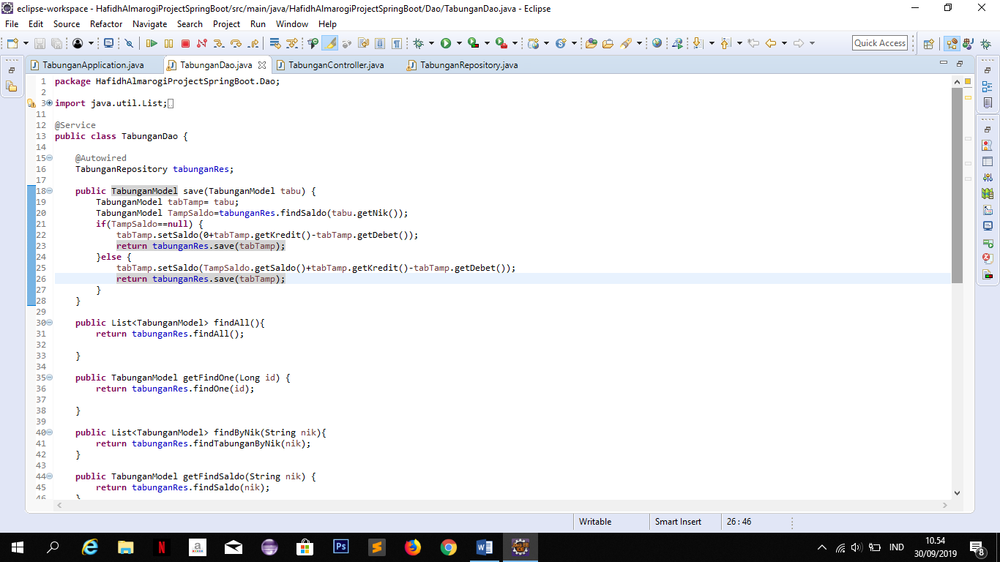 eclipse-workspace - HafidhAlmarogiProjectSpringBoot/src/main/java/HafidhAlmarogiProjectSpringBoot/Dao/TabunganDao.java - Eclipse
File Edit Source Refactor Navigate Search Project Run Window Help
Quick Access
TabunganApplication.java TabunganDao.java TabunganController.java TabunganRepository.java
1 package HafidhAlmarogiProjectSpringBoot.Dao;
2
3 import java.util.List;
11
12 @Service
13 public class TabunganDao {
14
15 @Autowired
16 TabunganRepository tabunganRes;
17
18 public TabunganModel save(TabunganModel tabu) {
19 TabunganModel tabTamp= tabu;
20 TabunganModel TampSaldo=tabunganRes.findSaldo(tabu.getNik());
21 if(TampSaldo==null) {
22 tabTamp.setSaldo(0+tabTamp.getKredit()-tabTamp.getDebet());
23 return tabunganRes.save(tabTamp);
24 }else {
25 tabTamp.setSaldo(TampSaldo.getSaldo()+tabTamp.getKredit()-tabTamp.getDebet());
26 return tabunganRes.save(tabTamp);
27 }
28 }
29
30 public List<TabunganModel> findAll(){
31 return tabunganRes.findAll();
32
33 }
34
35 public TabunganModel getFindOne(Long id) {
36 return tabunganRes.findOne(id);
37
38 }
39
40 public List<TabunganModel> findByNik(String nik){
41 return tabunganRes.findTabunganByNik(nik);
42 }
43
44 public TabunganModel getFindSaldo(String nik) {
45 return tabunganRes.findSaldo(nik);
46 }
Writable Smart Insert 26 : 46
IND 10.54
30/09/2019
8